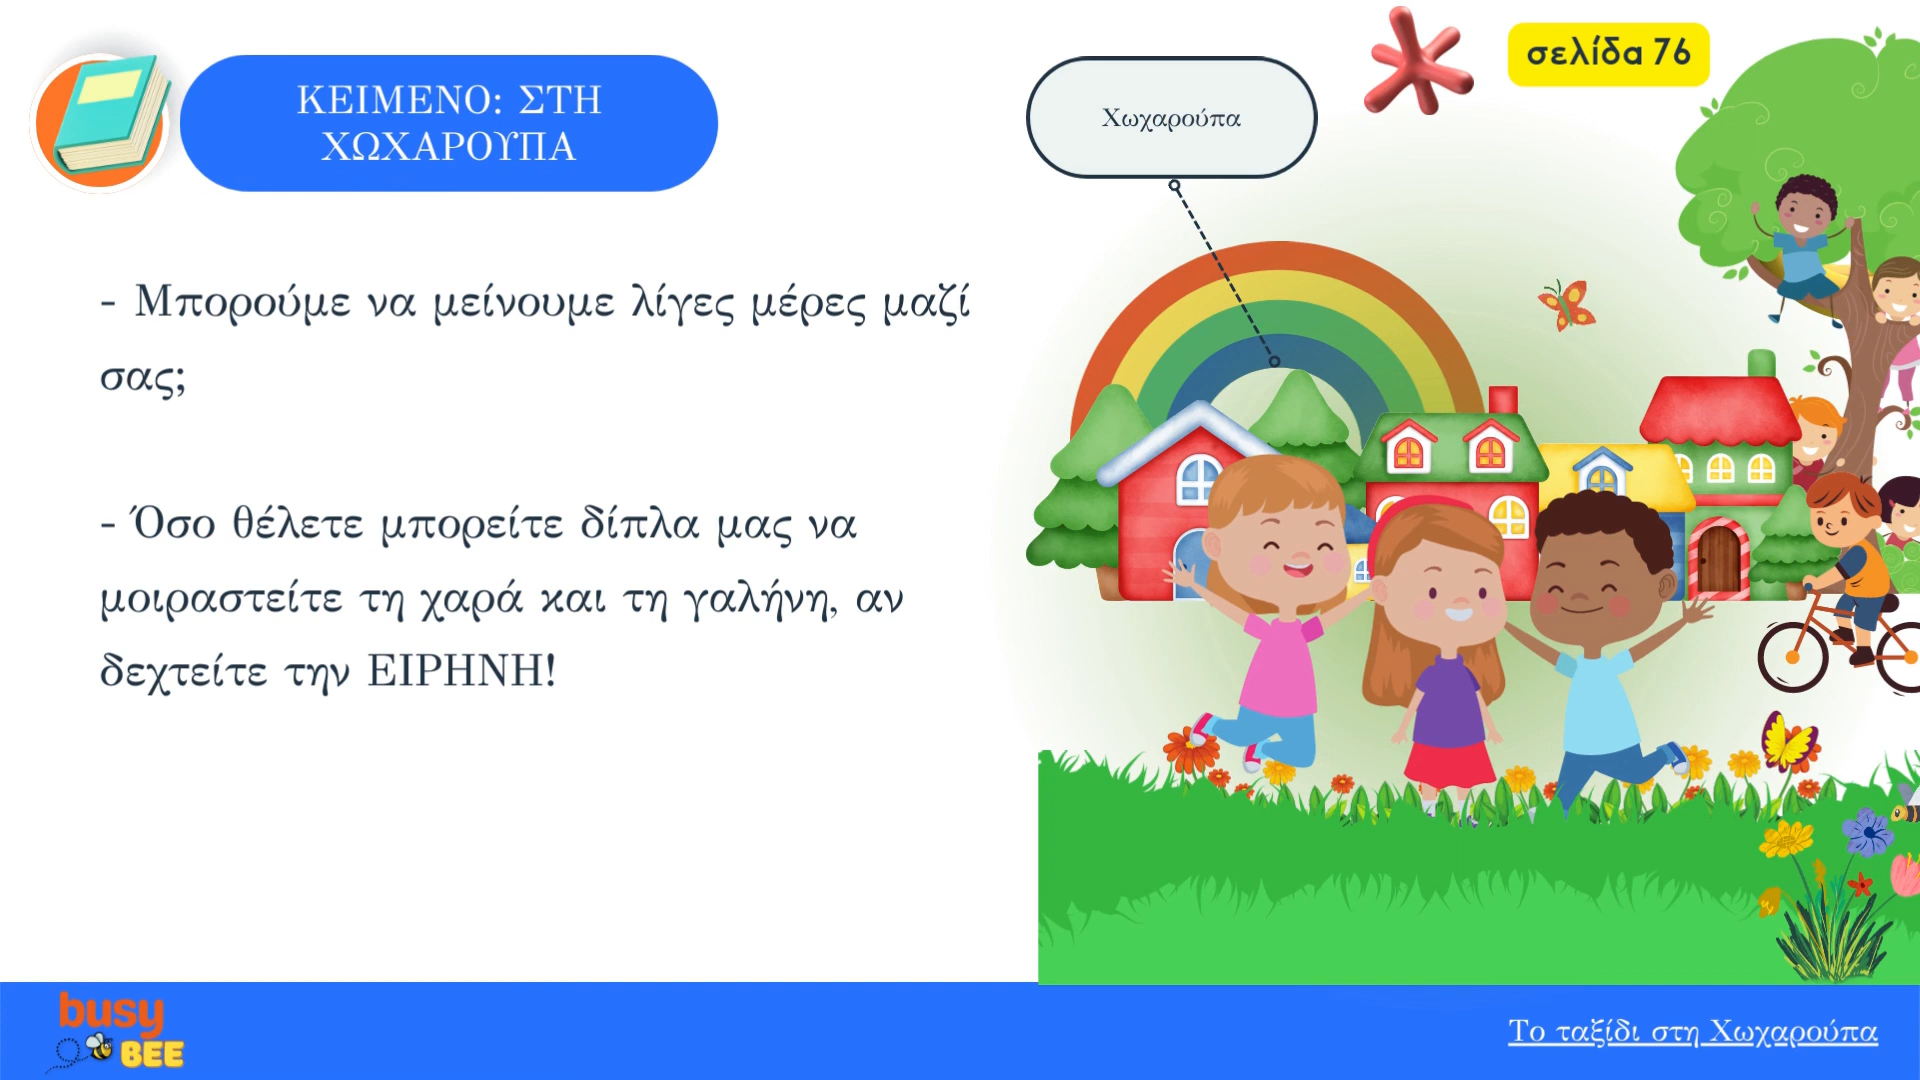 ΚΕΙΜΕΝΟ: ΣΤΗ
ΧΩΧΑΡΟΥΠΑ
Χωχαρούπα
σελίδα 76
- Μπορούμε να μείνουμε λίγες μέρες μαζί
σας;
- Όσο θέλετε μπορείτε δίπλα μας να
μοιραστείτε τη χαρά και τη γαλήνη, αν
δεχτείτε την ΕΙΡΗΝΗ!
busy
BEE
Το ταξίδι στη Χωχαρούπα